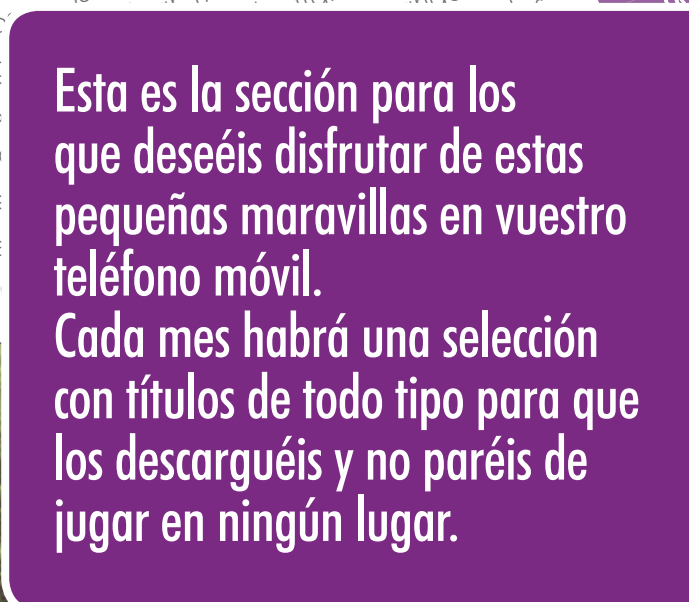 Esta es la sección para los
que deseéis disfrutar de estas
pequeñas maravillas en vuestro
teléfono móvil.
Cada mes habrá una selección
con títulos de todo tipo para que
los descarguéis y no paréis de
jugar en ningún lugar.